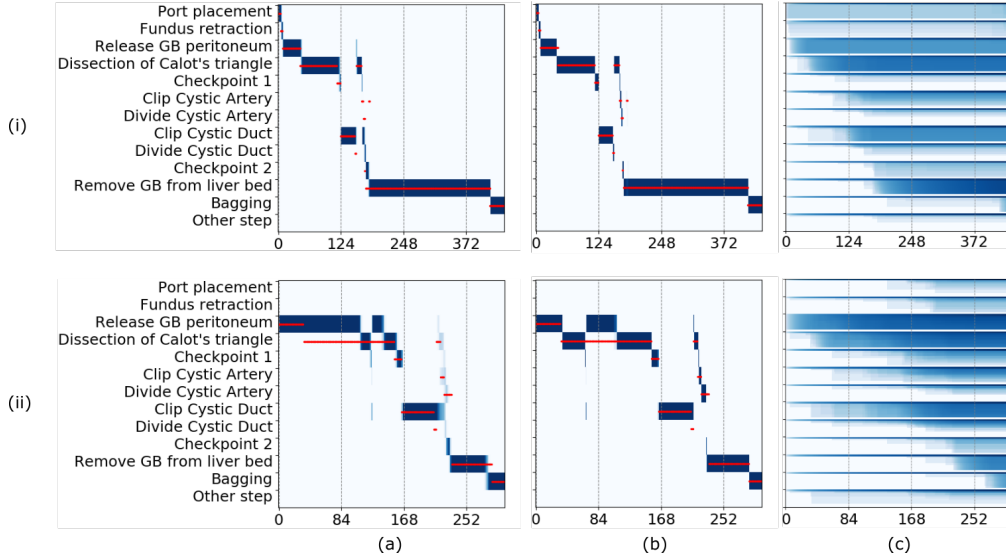 (i)
Port placement
Fundus retraction
Release GB peritoneum
Dissection of Calot's triangle
Checkpoint 1
Clip Cystic Artery
Divide Cystic Artery
Clip Cystic Duct
Divide Cystic Duct
Checkpoint 2
Remove GB from liver bed
Bagging
Other step
0 124 248 372 0 124 248 372 0 124 248 372
(ii)
Port placement
Fundus retraction
Release GB peritoneum
Dissection of Calot's triangle
Checkpoint 1
Clip Cystic Artery
Divide Cystic Artery
Clip Cystic Duct
Divide Cystic Duct
Checkpoint 2
Remove GB from liver bed
Bagging
Other step
0 84 168 252 0 84 168 252 0 84 168 252
(a) (b) (c)